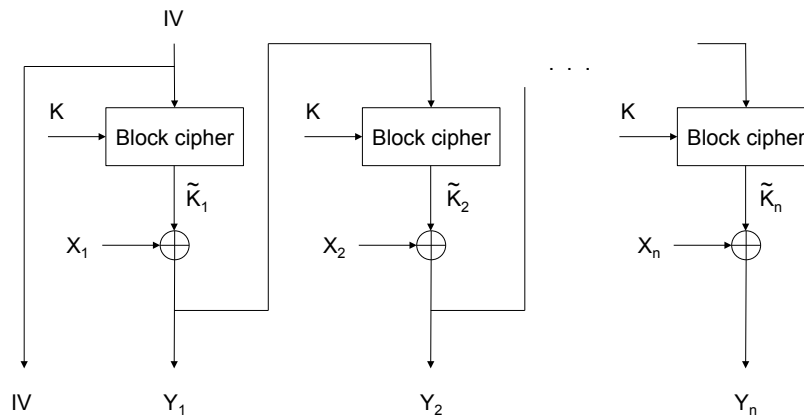 IV
K
K
K
Block cipher
Block cipher
Block cipher
. . .
K̃₁
K̃₂
K̃ₙ
X₁
X₂
Xₙ
IV
Y₁
Y₂
Yₙ